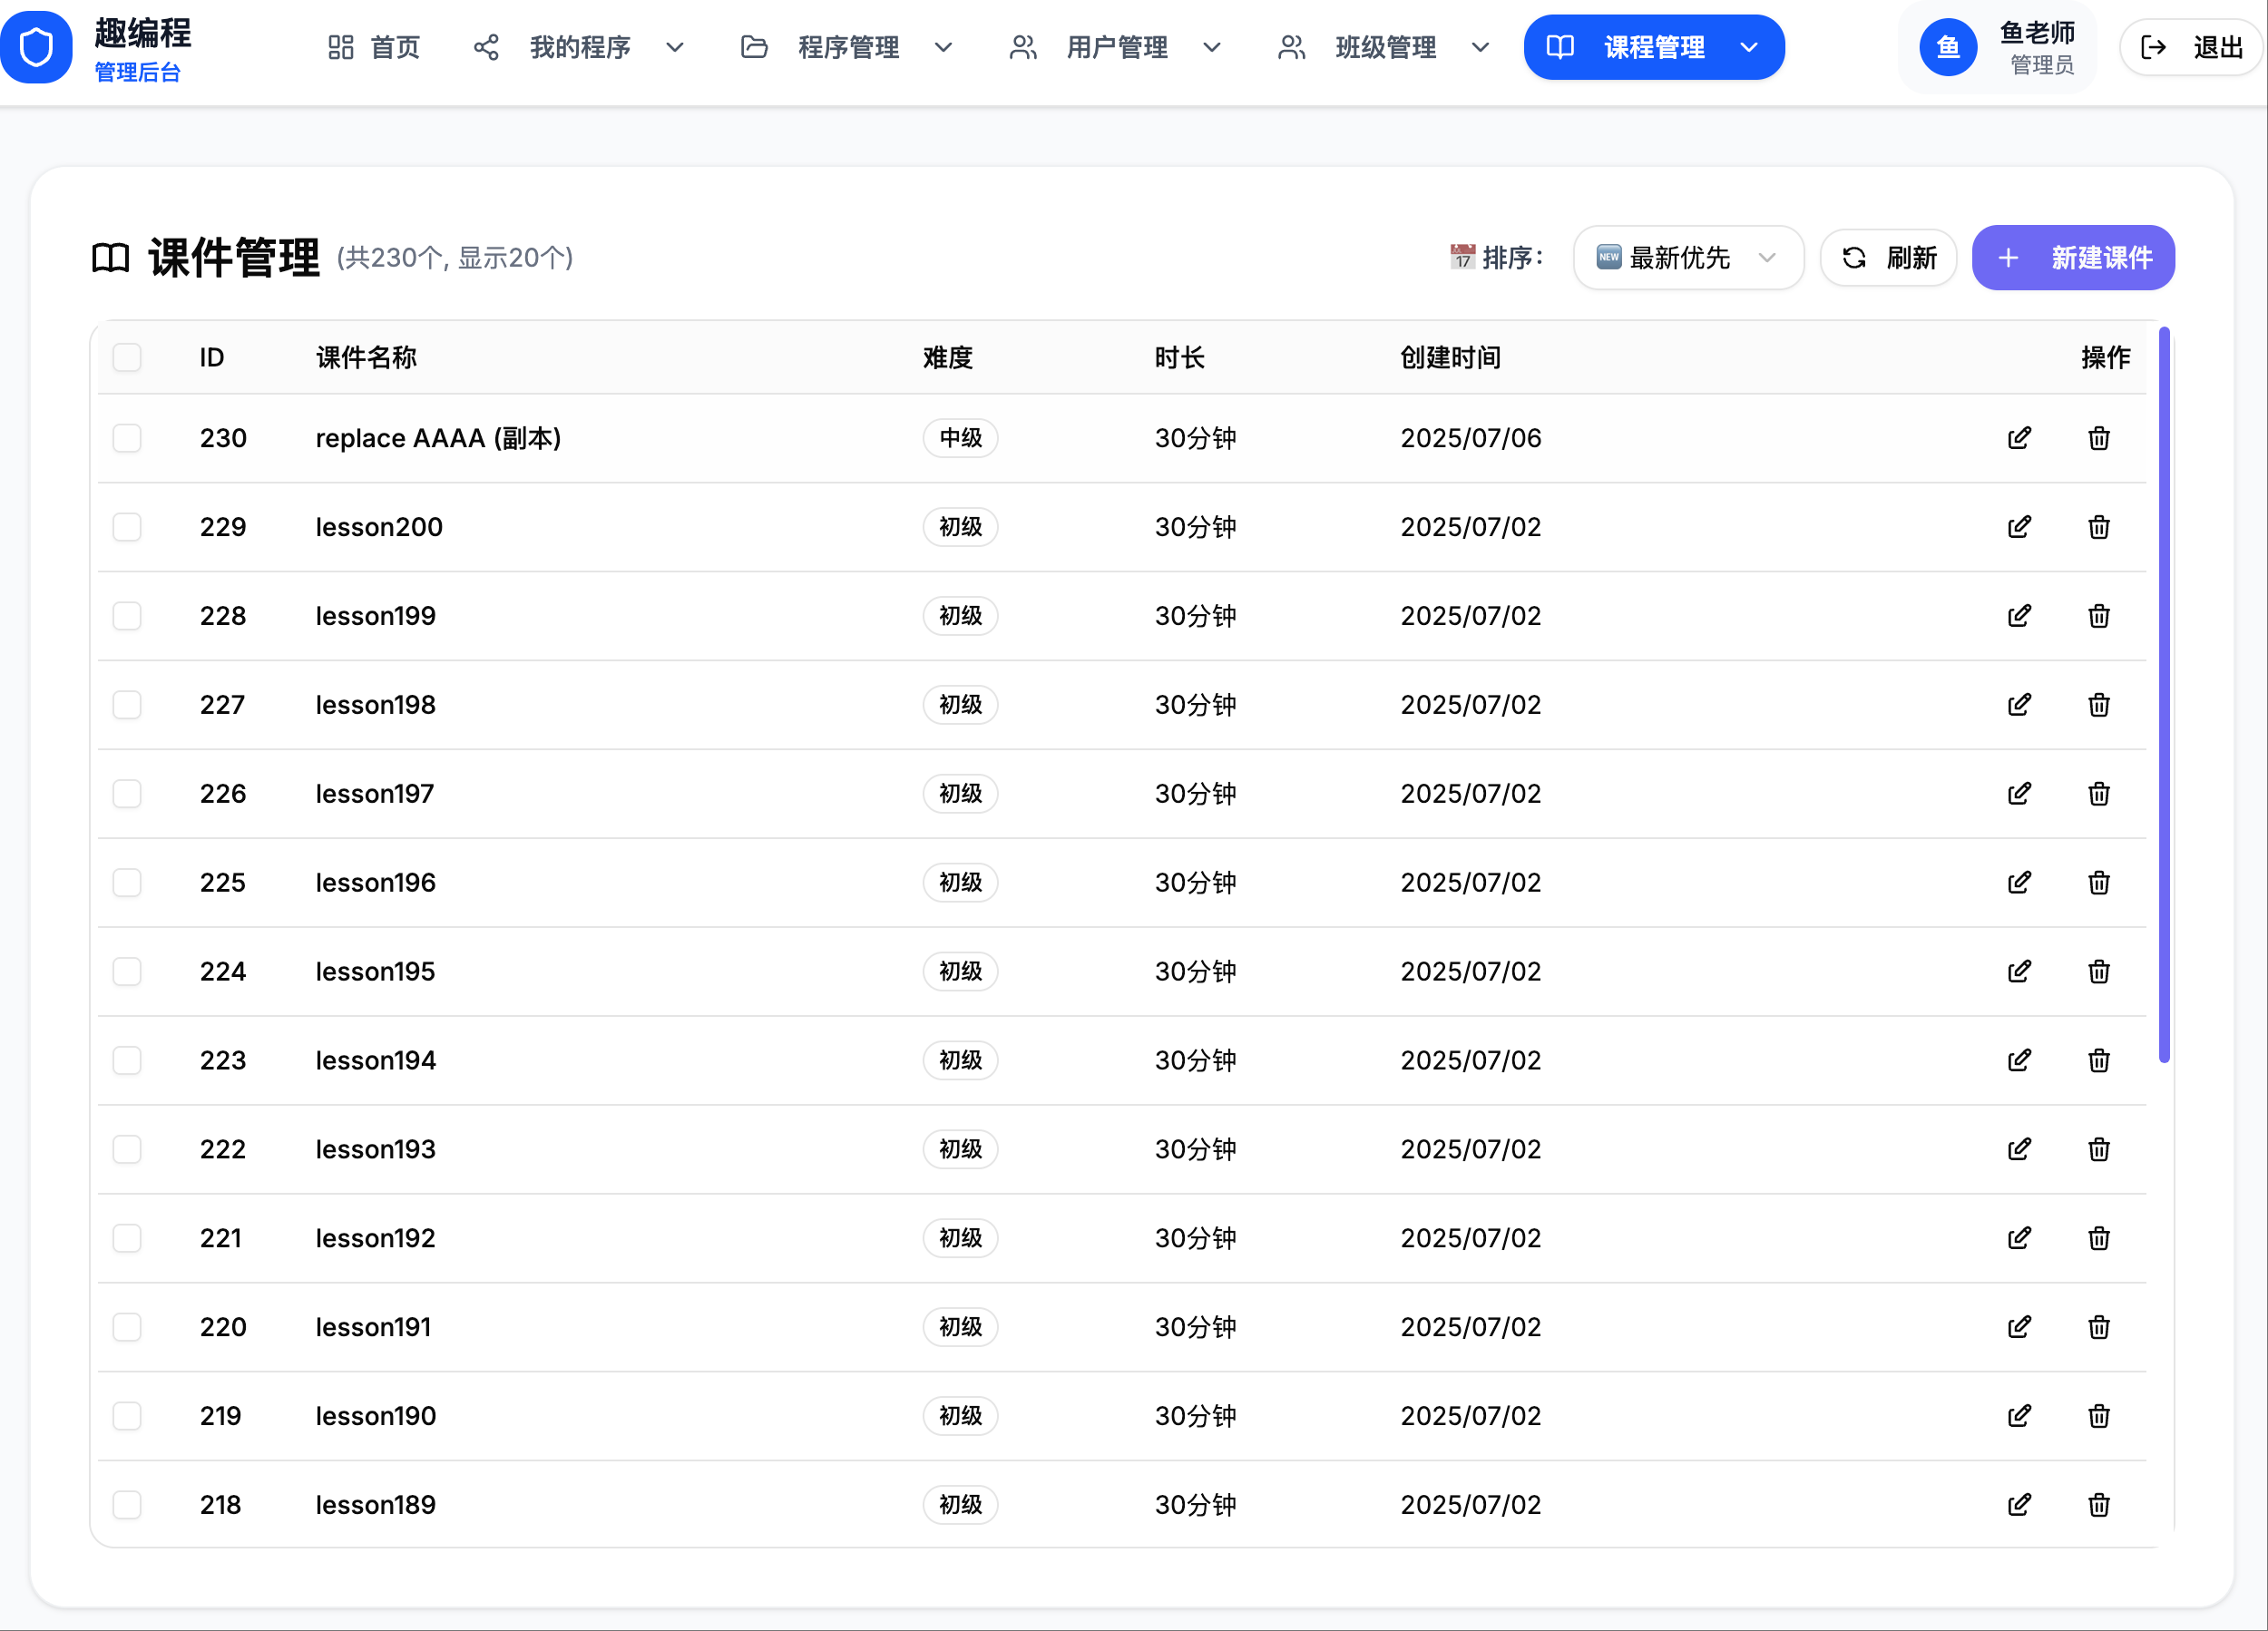 趣编程
管理后台
首页 我的程序 程序管理 用户管理 班级管理 课程管理
鱼 鱼老师
管理员
退出
课件管理 (共230个, 显示20个)
17 排序: NEW 最新优先 刷新 + 新建课件
ID 课件名称 难度 时长 创建时间 操作
230 replace AAAA (副本) 中级 30分钟 2025/07/06
229 lesson200 初级 30分钟 2025/07/02
228 lesson199 初级 30分钟 2025/07/02
227 lesson198 初级 30分钟 2025/07/02
226 lesson197 初级 30分钟 2025/07/02
225 lesson196 初级 30分钟 2025/07/02
224 lesson195 初级 30分钟 2025/07/02
223 lesson194 初级 30分钟 2025/07/02
222 lesson193 初级 30分钟 2025/07/02
221 lesson192 初级 30分钟 2025/07/02
220 lesson191 初级 30分钟 2025/07/02
219 lesson190 初级 30分钟 2025/07/02
218 lesson189 初级 30分钟 2025/07/02